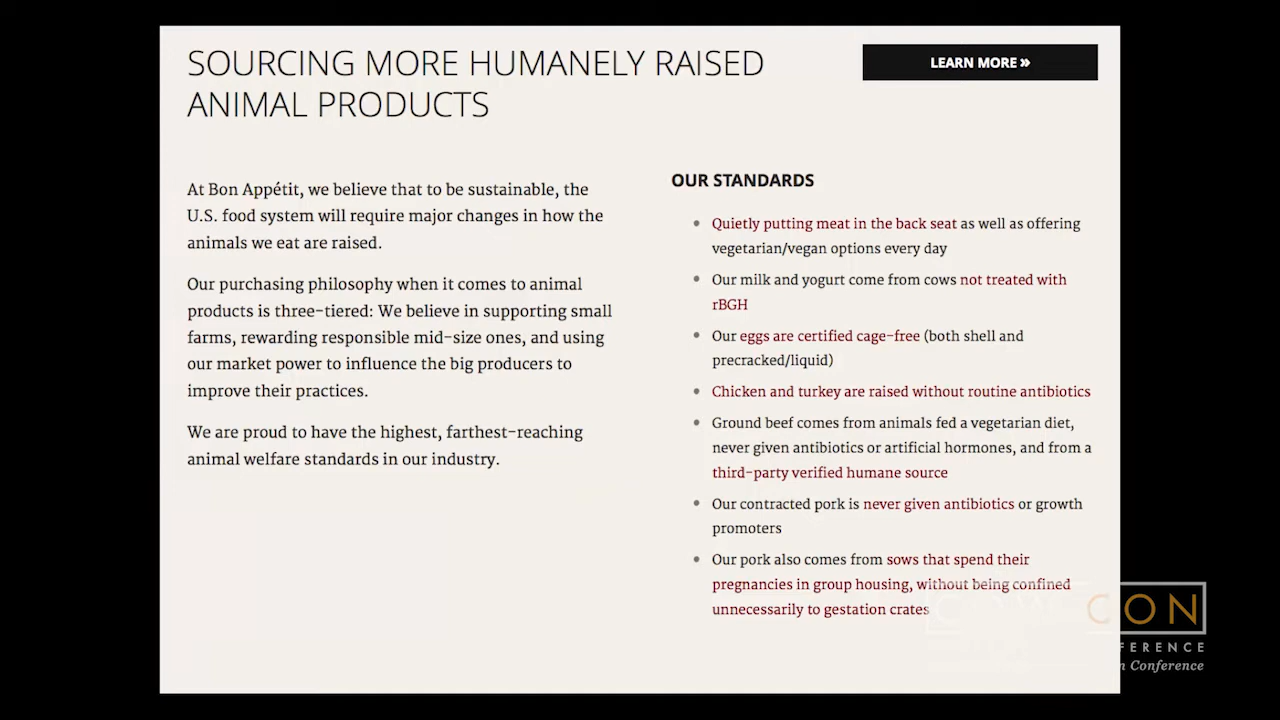 SOURCING MORE HUMANELY RAISED
ANIMAL PRODUCTS
LEARN MORE »
At Bon Appétit, we believe that to be sustainable, the
U.S. food system will require major changes in how the
animals we eat are raised.
Our purchasing philosophy when it comes to animal
products is three-tiered: We believe in supporting small
farms, rewarding responsible mid-size ones, and using
our market power to influence the big producers to
improve their practices.
We are proud to have the highest, farthest-reaching
animal welfare standards in our industry.
OUR STANDARDS
Quietly putting meat in the back seat as well as offering
vegetarian/vegan options every day
Our milk and yogurt come from cows not treated with
rBGH
Our eggs are certified cage-free (both shell and
precracked/liquid)
Chicken and turkey are raised without routine antibiotics
Ground beef comes from animals fed a vegetarian diet,
never given antibiotics or artificial hormones, and from a
third-party verified humane source
Our contracted pork is never given antibiotics or growth
promoters
Our pork also comes from sows that spend their
pregnancies in group housing, without being confined
unnecessarily to gestation crates
CON
FERENCE
n Conference